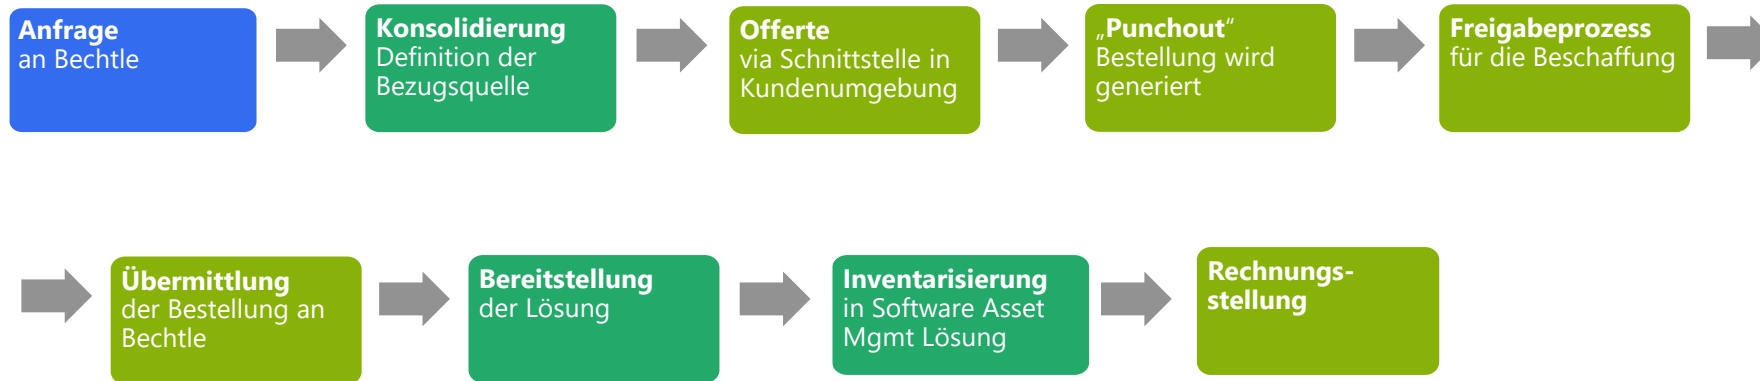 Anfrage
an Bechtle
Konsolidierung
Definition der
Bezugsquelle
Offerte
via Schnittstelle in
Kundenumgebung
„Punchout“
Bestellung wird
generiert
Freigabeprozess
für die Beschaffung
Übermittlung
der Bestellung an
Bechtle
Bereitstellung
der Lösung
Inventarisierung
in Software Asset
Mgmt Lösung
Rechnungs-
stellung